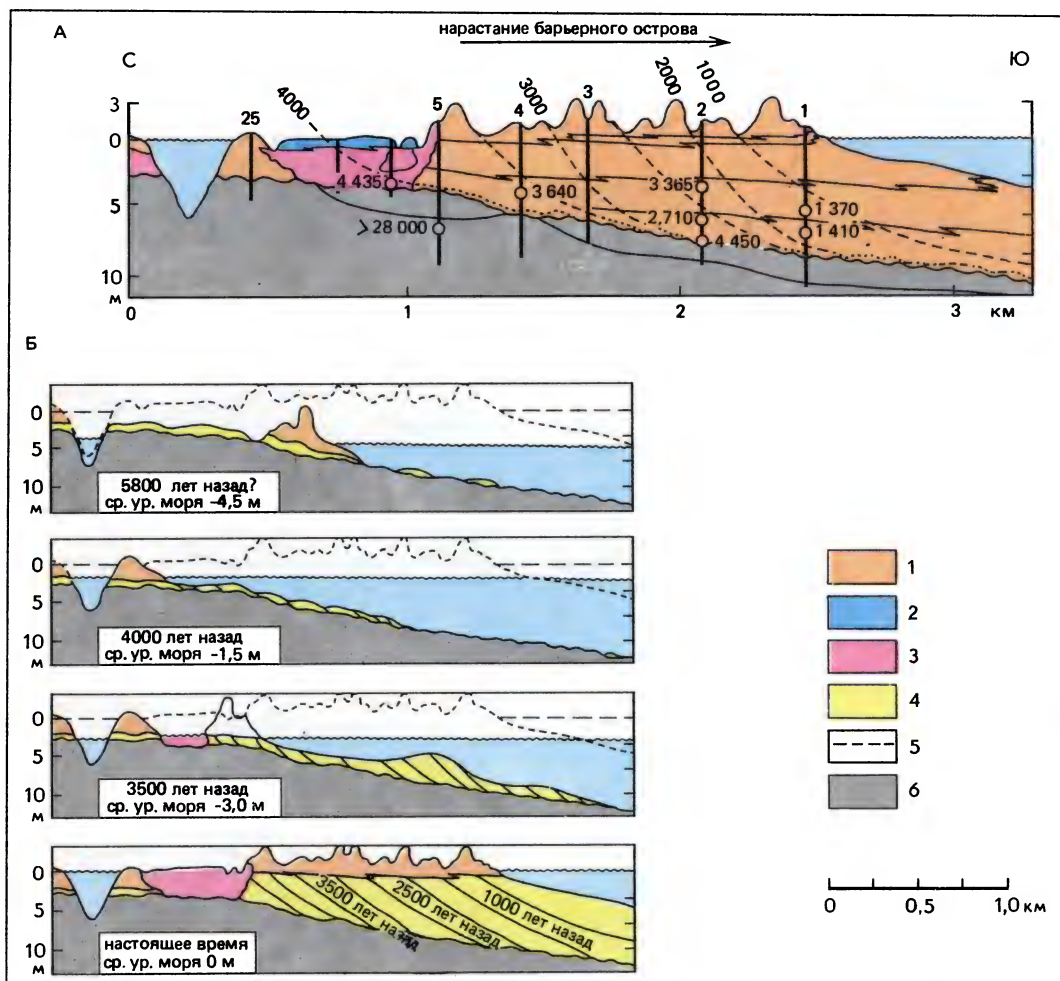 А
нарастание барьерного острова
С
Ю
3
0
5
10
м
25
4000
5
4
3000
3
2000
1000
2
1
4 435
> 28 000
3 640
3 365
2,710
4 450
1 370
1 410
0
1
2
3
км
Б
0
5
10
м
5800 лет назад?
ср. ур. моря -4,5 м
0
5
10
м
4000 лет назад
ср. ур. моря -1,5 м
0
5
10
м
3500 лет назад
ср. ур. моря -3,0 м
0
5
10
м
3500 лет назад
2500 лет назад
1000 лет назад
настоящее время
ср. ур. моря 0 м
1
2
3
4
5
6
0
0,5
1,0 км